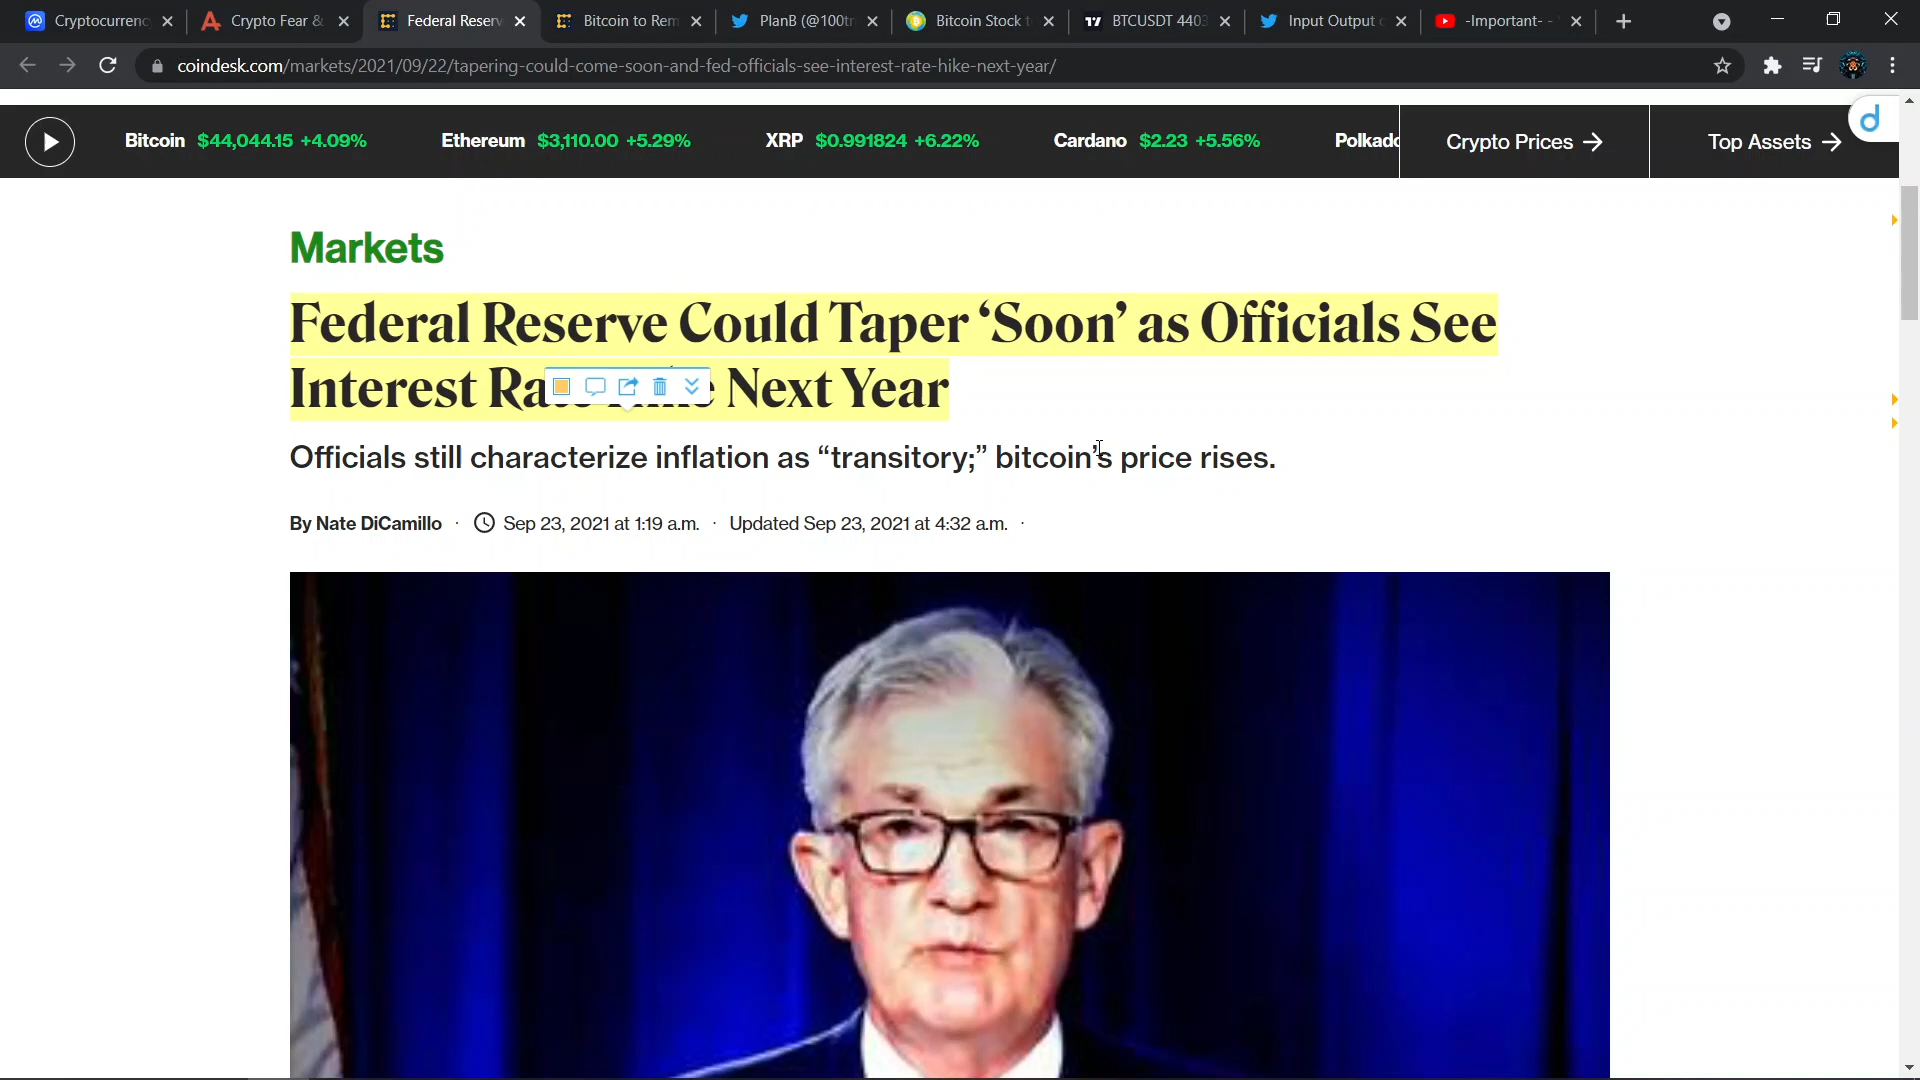 Cryptocurrenc
Crypto Fear &
Federal Reserv
Bitcoin to Rem
PlanB (@100tr
Bitcoin Stock t
BTCUSDT 4403
Input Output
-Important- -
coindesk.com/markets/2021/09/22/tapering-could-come-soon-and-fed-officials-see-interest-rate-hike-next-year/
Bitcoin $44,044.15 +4.09% Ethereum $3,110.00 +5.29% XRP $0.991824 +6.22% Cardano $2.23 +5.56% Polkado Crypto Prices → Top Assets →
Markets
Federal Reserve Could Taper ‘Soon’ as Officials See
Interest Ra Next Year
Officials still characterize inflation as “transitory;” bitcoin’s price rises.
By Nate DiCamillo · Sep 23, 2021 at 1:19 a.m. · Updated Sep 23, 2021 at 4:32 a.m. ·